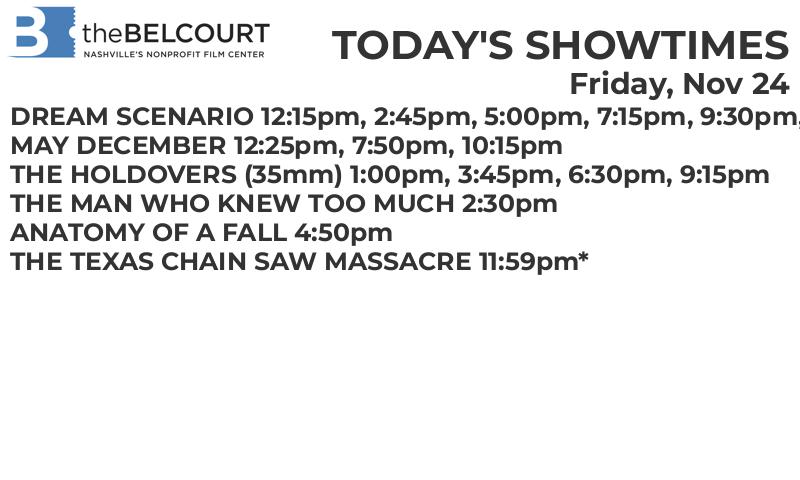 B theBELCOURT
NASHVILLE'S NONPROFIT FILM CENTER
TODAY'S SHOWTIMES
Friday, Nov 24
DREAM SCENARIO 12:15pm, 2:45pm, 5:00pm, 7:15pm, 9:30pm,
MAY DECEMBER 12:25pm, 7:50pm, 10:15pm
THE HOLDOVERS (35mm) 1:00pm, 3:45pm, 6:30pm, 9:15pm
THE MAN WHO KNEW TOO MUCH 2:30pm
ANATOMY OF A FALL 4:50pm
THE TEXAS CHAIN SAW MASSACRE 11:59pm*